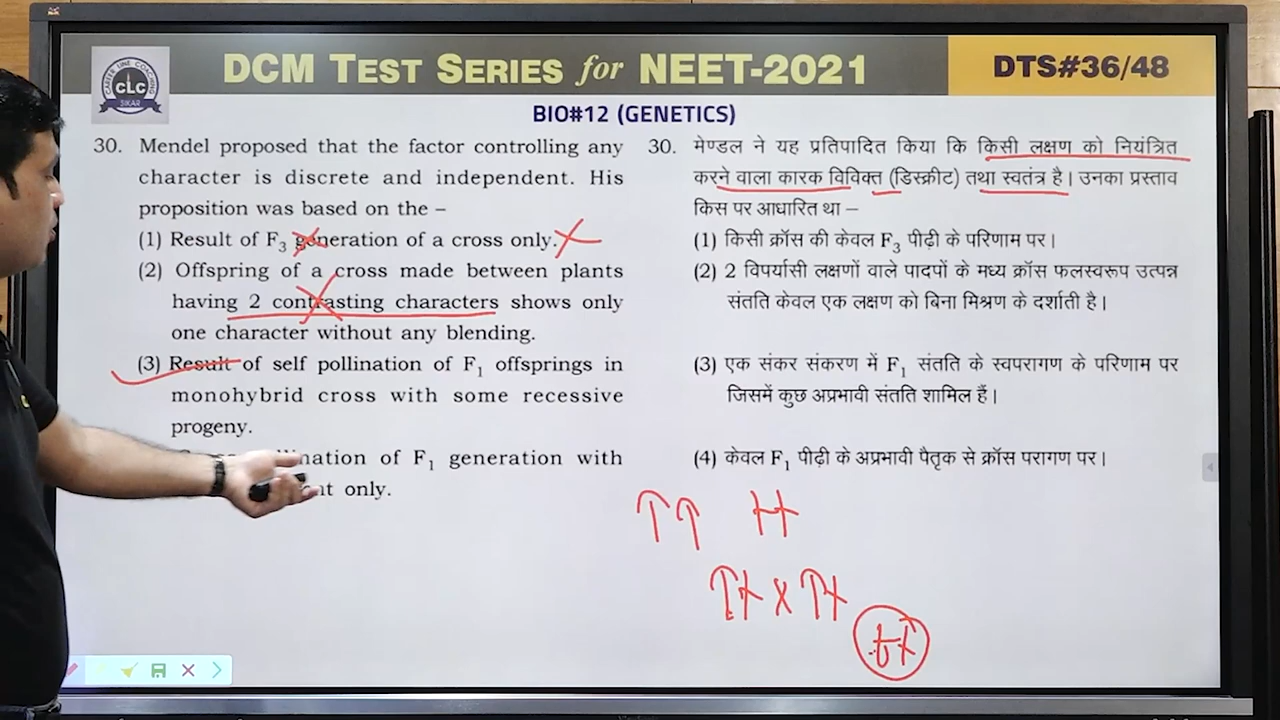 DCM TEST SERIES for NEET-2021
DTS#36/48
CAREER LINE COACHING
CLC
SIKAR
BIO#12 (GENETICS)
30. Mendel proposed that the factor controlling any
character is discrete and independent. His
proposition was based on the –
(1) Result of F3 generation of a cross only.
(2) Offspring of a cross made between plants
having 2 contrasting characters shows only
one character without any blending.
(3) Result of self pollination of F1 offsprings in
monohybrid cross with some recessive
progeny.
of F1 generation with
only.
30. मेण्डल ने यह प्रतिपादित किया कि किसी लक्षण को नियंत्रित
करने वाला कारक विविक्त (डिस्क्रीट) तथा स्वतंत्र है। उनका प्रस्ताव
किस पर आधारित था –
(1) किसी क्रॉस की केवल F3 पीढ़ी के परिणाम पर।
(2) 2 विपर्यासी लक्षणों वाले पादपों के मध्य क्रॉस फलस्वरूप उत्पन्न
संतति केवल एक लक्षण को बिना मिश्रण के दर्शाती है।
(3) एक संकर संकरण में F1 संतति के स्वपरागण के परिणाम पर
जिसमें कुछ अप्रभावी संतति शामिल हैं।
(4) केवल F1 पीढ़ी के अप्रभावी पैतृक से क्रॉस परागण पर।
TT tt
Tt x Tt
tt